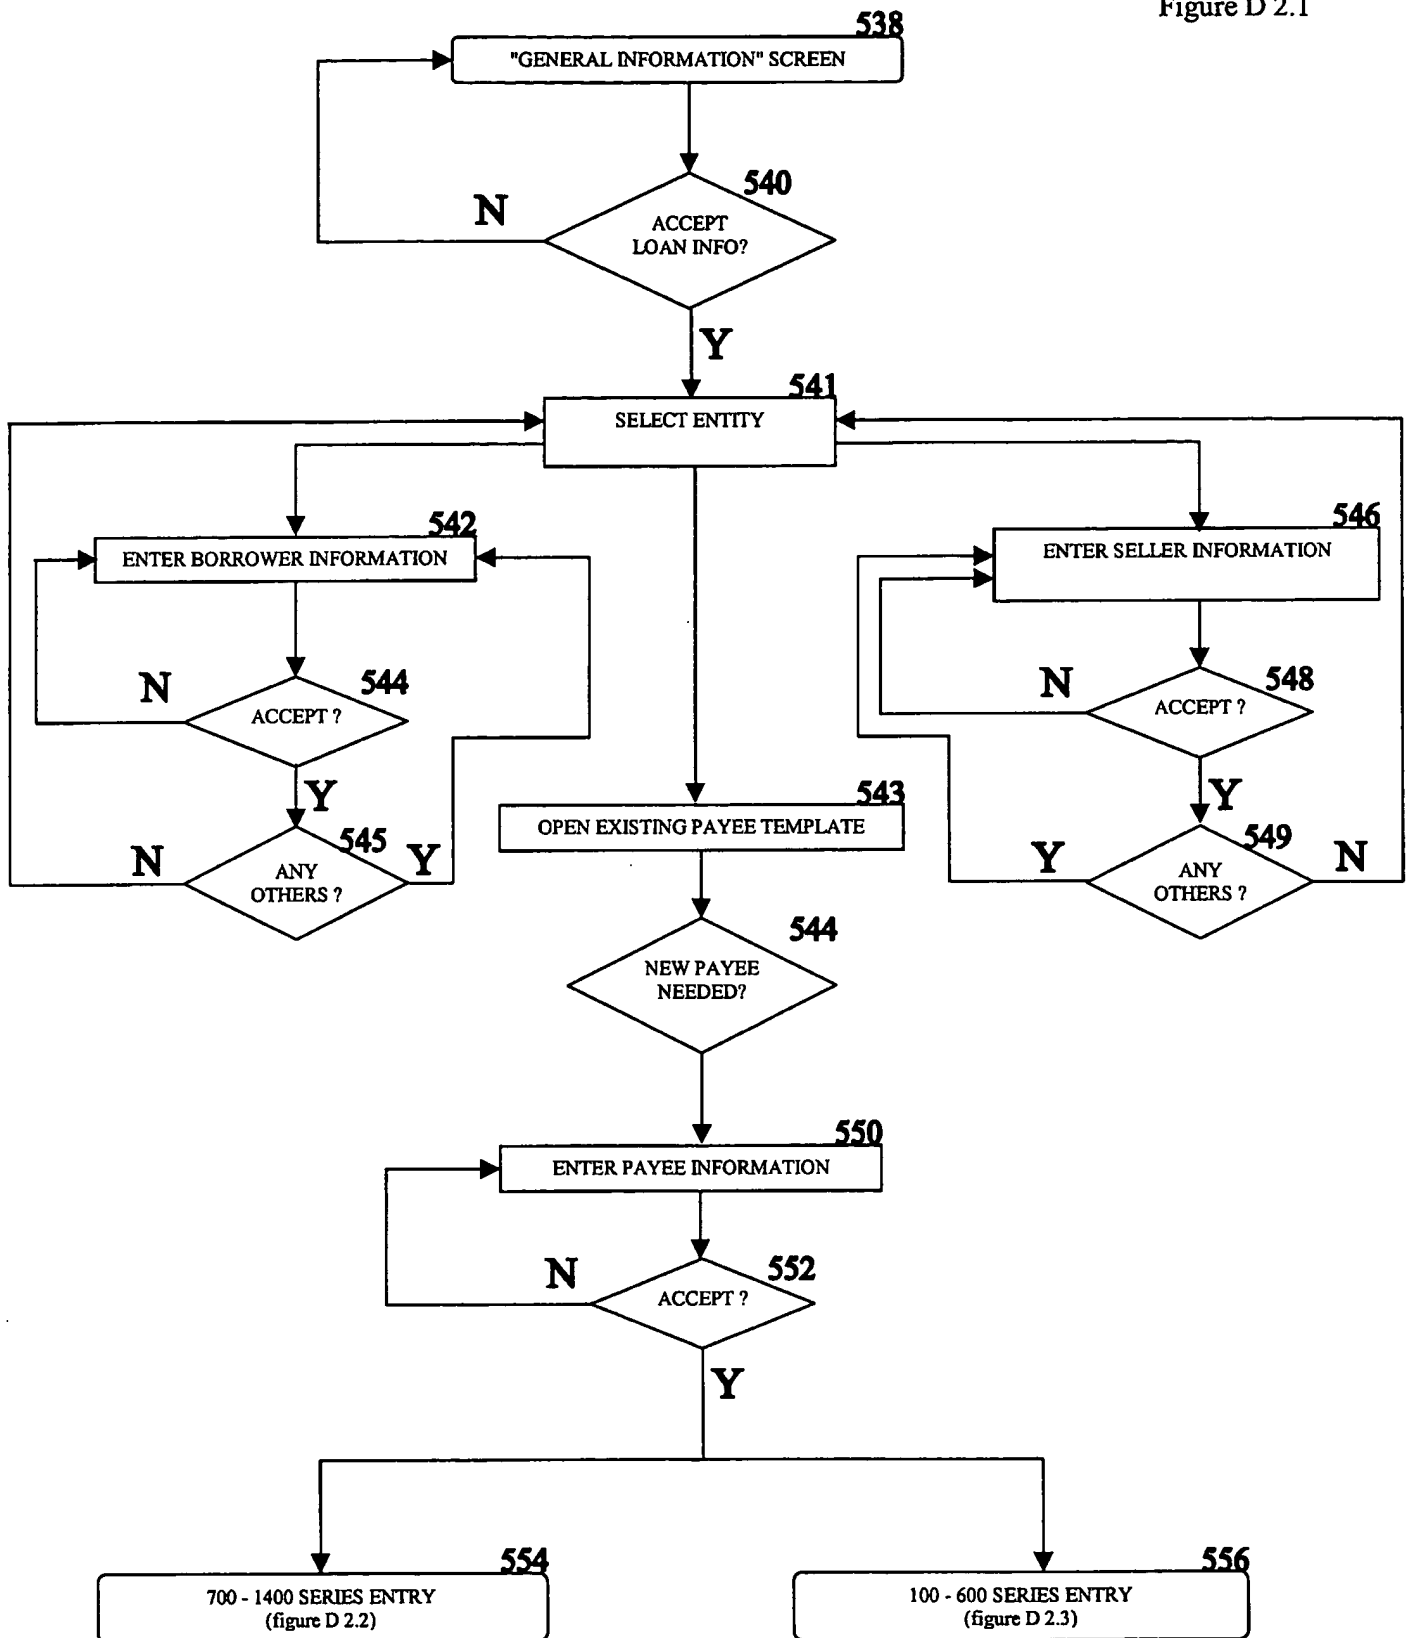 Figure D 2.1
538
"GENERAL INFORMATION" SCREEN
540
N
ACCEPT
LOAN INFO?
Y
541
SELECT ENTITY
542
ENTER BORROWER INFORMATION
546
ENTER SELLER INFORMATION
N
544
ACCEPT ?
N
548
ACCEPT ?
Y
Y
543
OPEN EXISTING PAYEE TEMPLATE
N
545
Y
ANY
OTHERS ?
Y
549
N
ANY
OTHERS ?
544
NEW PAYEE
NEEDED?
550
ENTER PAYEE INFORMATION
N
552
ACCEPT ?
Y
554
700 - 1400 SERIES ENTRY
(figure D 2.2)
556
100 - 600 SERIES ENTRY
(figure D 2.3)